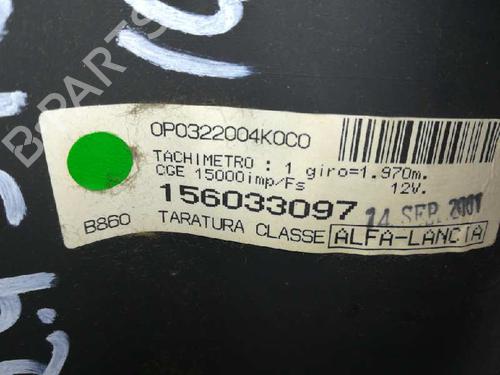 0P0322004K0C0
TACHIMETRO : 1 giro=1.970m.
CGE 15000imp/Fs 12V.
156033097 14 SEP. 2001
B860 TARATURA CLASSE ALFA-LANCIA
B-PARTS